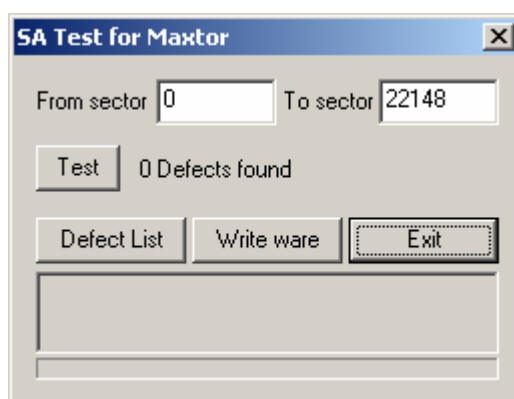 SA Test for Maxtor
From sector 0 To sector 22148
Test 0 Defects found
Defect List Write ware Exit